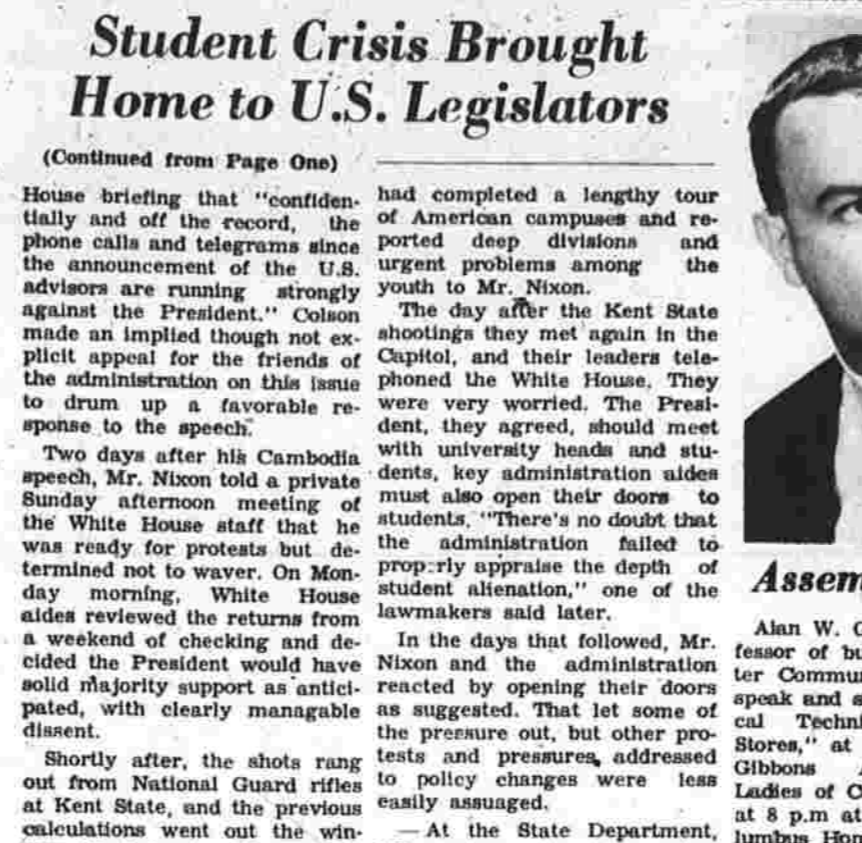 Student Crisis Brought
Home to U.S. Legislators
(Continued from Page One)
House briefing that "confiden-
tially and off the record, the
phone calls and telegrams since
the announcement of the U.S.
advisors are running strongly
against the President." Colson
made an implied though not ex-
plicit appeal for the friends of
the administration on this issue
to drum up a favorable re-
sponse to the speech.
Two days after his Cambodia
speech, Mr. Nixon told a private
Sunday afternoon meeting of
the White House staff that he
was ready for protests but de-
termined not to waver. On Mon-
day morning, White House
aides reviewed the returns from
a weekend of checking and de-
cided the President would have
solid majority support as antici-
pated, with clearly manageable
dissent.
Shortly after, the shots rang
out from National Guard rifles
at Kent State, and the previous
calculations went out the win-
had completed a lengthy tour
of American campuses and re-
ported deep divisions and
urgent problems among the
youth to Mr. Nixon.
The day after the Kent State
shootings they met again in the
Capitol, and their leaders tele-
phoned the White House. They
were very worried. The Presi-
dent, they agreed, should meet
with university heads and stu-
dents, key administration aides
must also open their doors to
students. "There's no doubt that
the administration failed to
properly appraise the depth of
student alienation," one of the
lawmakers said later.
In the days that followed, Mr.
Nixon and the administration
reacted by opening their doors
as suggested. That let some of
the pressure out, but other pro-
tests and pressures, addressed
to policy changes were less
easily assuaged.
— At the State Department,
Assem
Alan W. C
fessor of bu
ter Commun
speak and a
cal Techni
Stores," at
Gibbons A
Ladies of C
at 8 p.m at
lumbus Hom